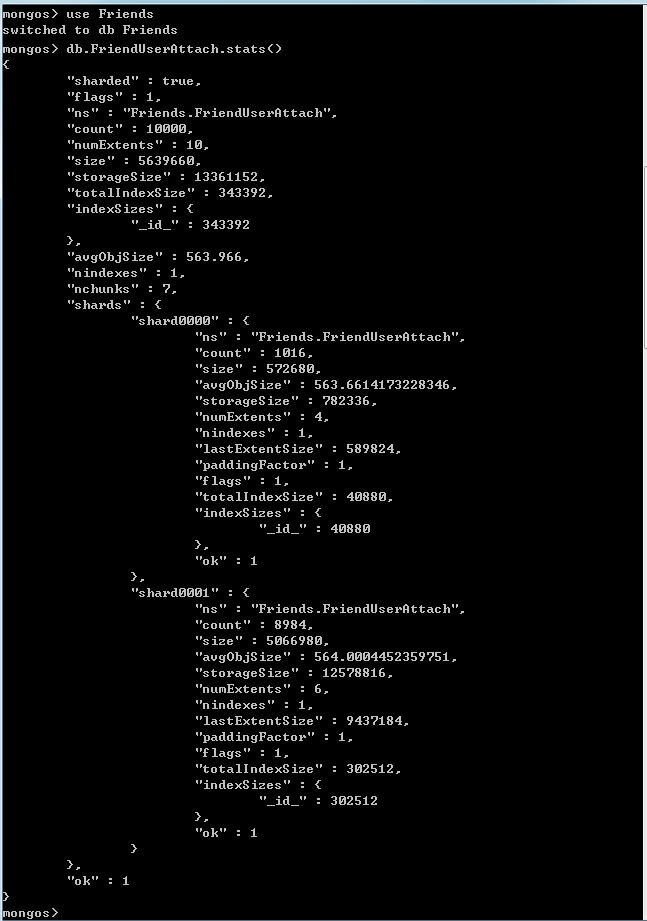 mongos> use Friends
switched to db Friends
mongos> db.FriendUserAttach.stats()
{
        "sharded" : true,
        "flags" : 1,
        "ns" : "Friends.FriendUserAttach",
        "count" : 10000,
        "numExtents" : 10,
        "size" : 5639660,
        "storageSize" : 13361152,
        "totalIndexSize" : 343392,
        "indexSizes" : {
                "_id_" : 343392
        },
        "avgObjSize" : 563.966,
        "nindexes" : 1,
        "nchunks" : 7,
        "shards" : {
                "shard0000" : {
                        "ns" : "Friends.FriendUserAttach",
                        "count" : 1016,
                        "size" : 572680,
                        "avgObjSize" : 563.6614173228346,
                        "storageSize" : 782336,
                        "numExtents" : 4,
                        "nindexes" : 1,
                        "lastExtentSize" : 589824,
                        "paddingFactor" : 1,
                        "flags" : 1,
                        "totalIndexSize" : 40880,
                        "indexSizes" : {
                                "_id_" : 40880
                        },
                        "ok" : 1
                },
                "shard0001" : {
                        "ns" : "Friends.FriendUserAttach",
                        "count" : 8984,
                        "size" : 5066980,
                        "avgObjSize" : 564.0004452359751,
                        "storageSize" : 12578816,
                        "numExtents" : 6,
                        "nindexes" : 1,
                        "lastExtentSize" : 9437184,
                        "paddingFactor" : 1,
                        "flags" : 1,
                        "totalIndexSize" : 302512,
                        "indexSizes" : {
                                "_id_" : 302512
                        },
                        "ok" : 1
                }
        },
        "ok" : 1
}
mongos>